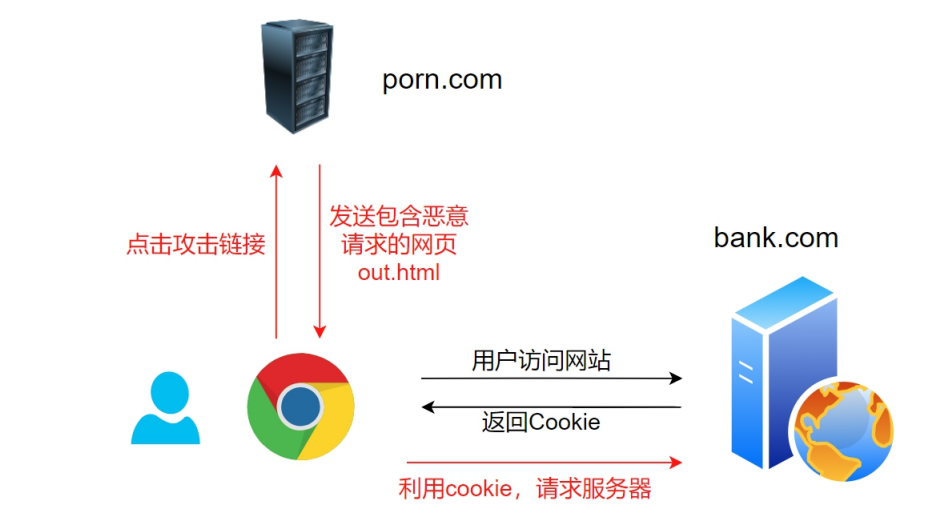 porn.com
点击攻击链接
发送包含恶意
请求的网页
out.html
bank.com
用户访问网站
返回Cookie
利用cookie，请求服务器